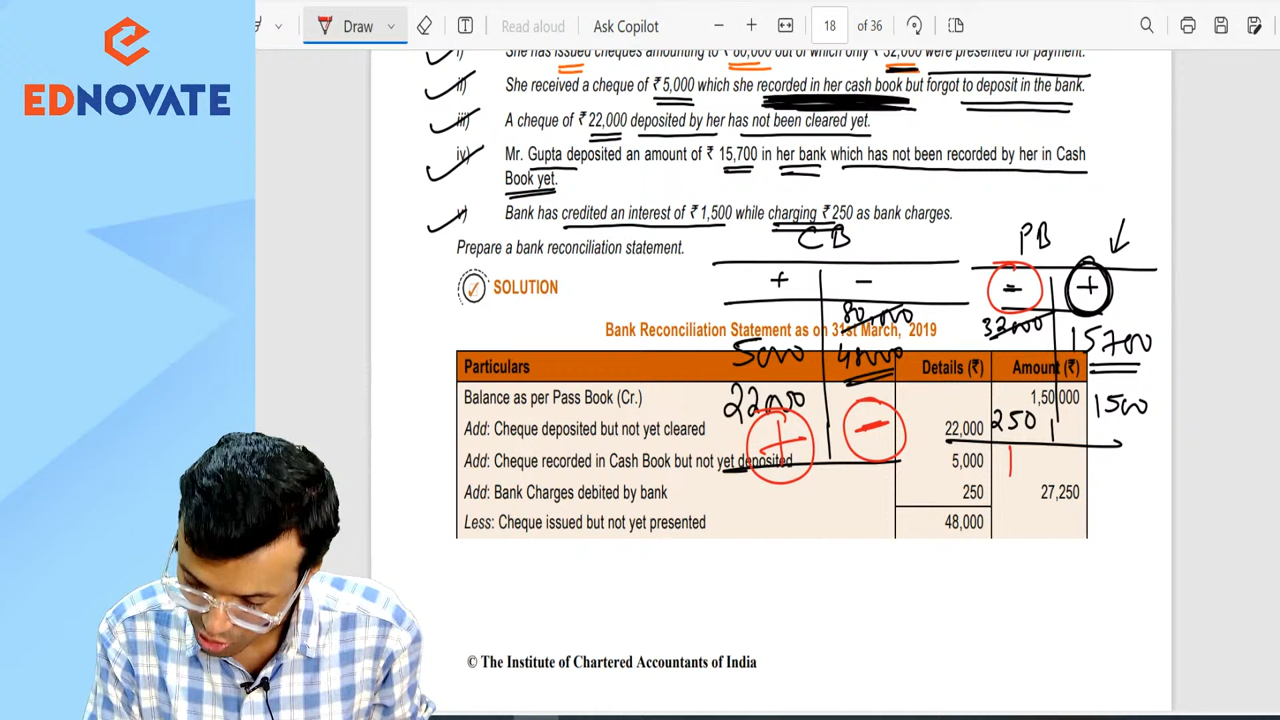 EDNOVATE
Draw
Read aloud
Ask Copilot
18 of 36
i) She has issued cheques amounting to ₹ 80,000 out of which only ₹ 32,000 were presented for payment.
ii) She received a cheque of ₹ 5,000 which she recorded in her cash book but forgot to deposit in the bank.
iii) A cheque of ₹ 22,000 deposited by her has not been cleared yet.
iv) Mr. Gupta deposited an amount of ₹ 15,700 in her bank which has not been recorded by her in Cash
Book yet.
v) Bank has credited an interest of ₹ 1,500 while charging ₹ 250 as bank charges.
CB PB
Prepare a bank reconciliation statement.
+ - - +
SOLUTION
80,000 32000
Bank Reconciliation Statement as on 31st March, 2019
5000 48000 15700
Particulars Details (₹) Amount (₹)
Balance as per Pass Book (Cr.) 1,50,000
22000 1500
Add: Cheque deposited but not yet cleared 22,000
250
+ -
Add: Cheque recorded in Cash Book but not yet deposited 5,000
Add: Bank Charges debited by bank 250 27,250
Less: Cheque issued but not yet presented 48,000
© The Institute of Chartered Accountants of India